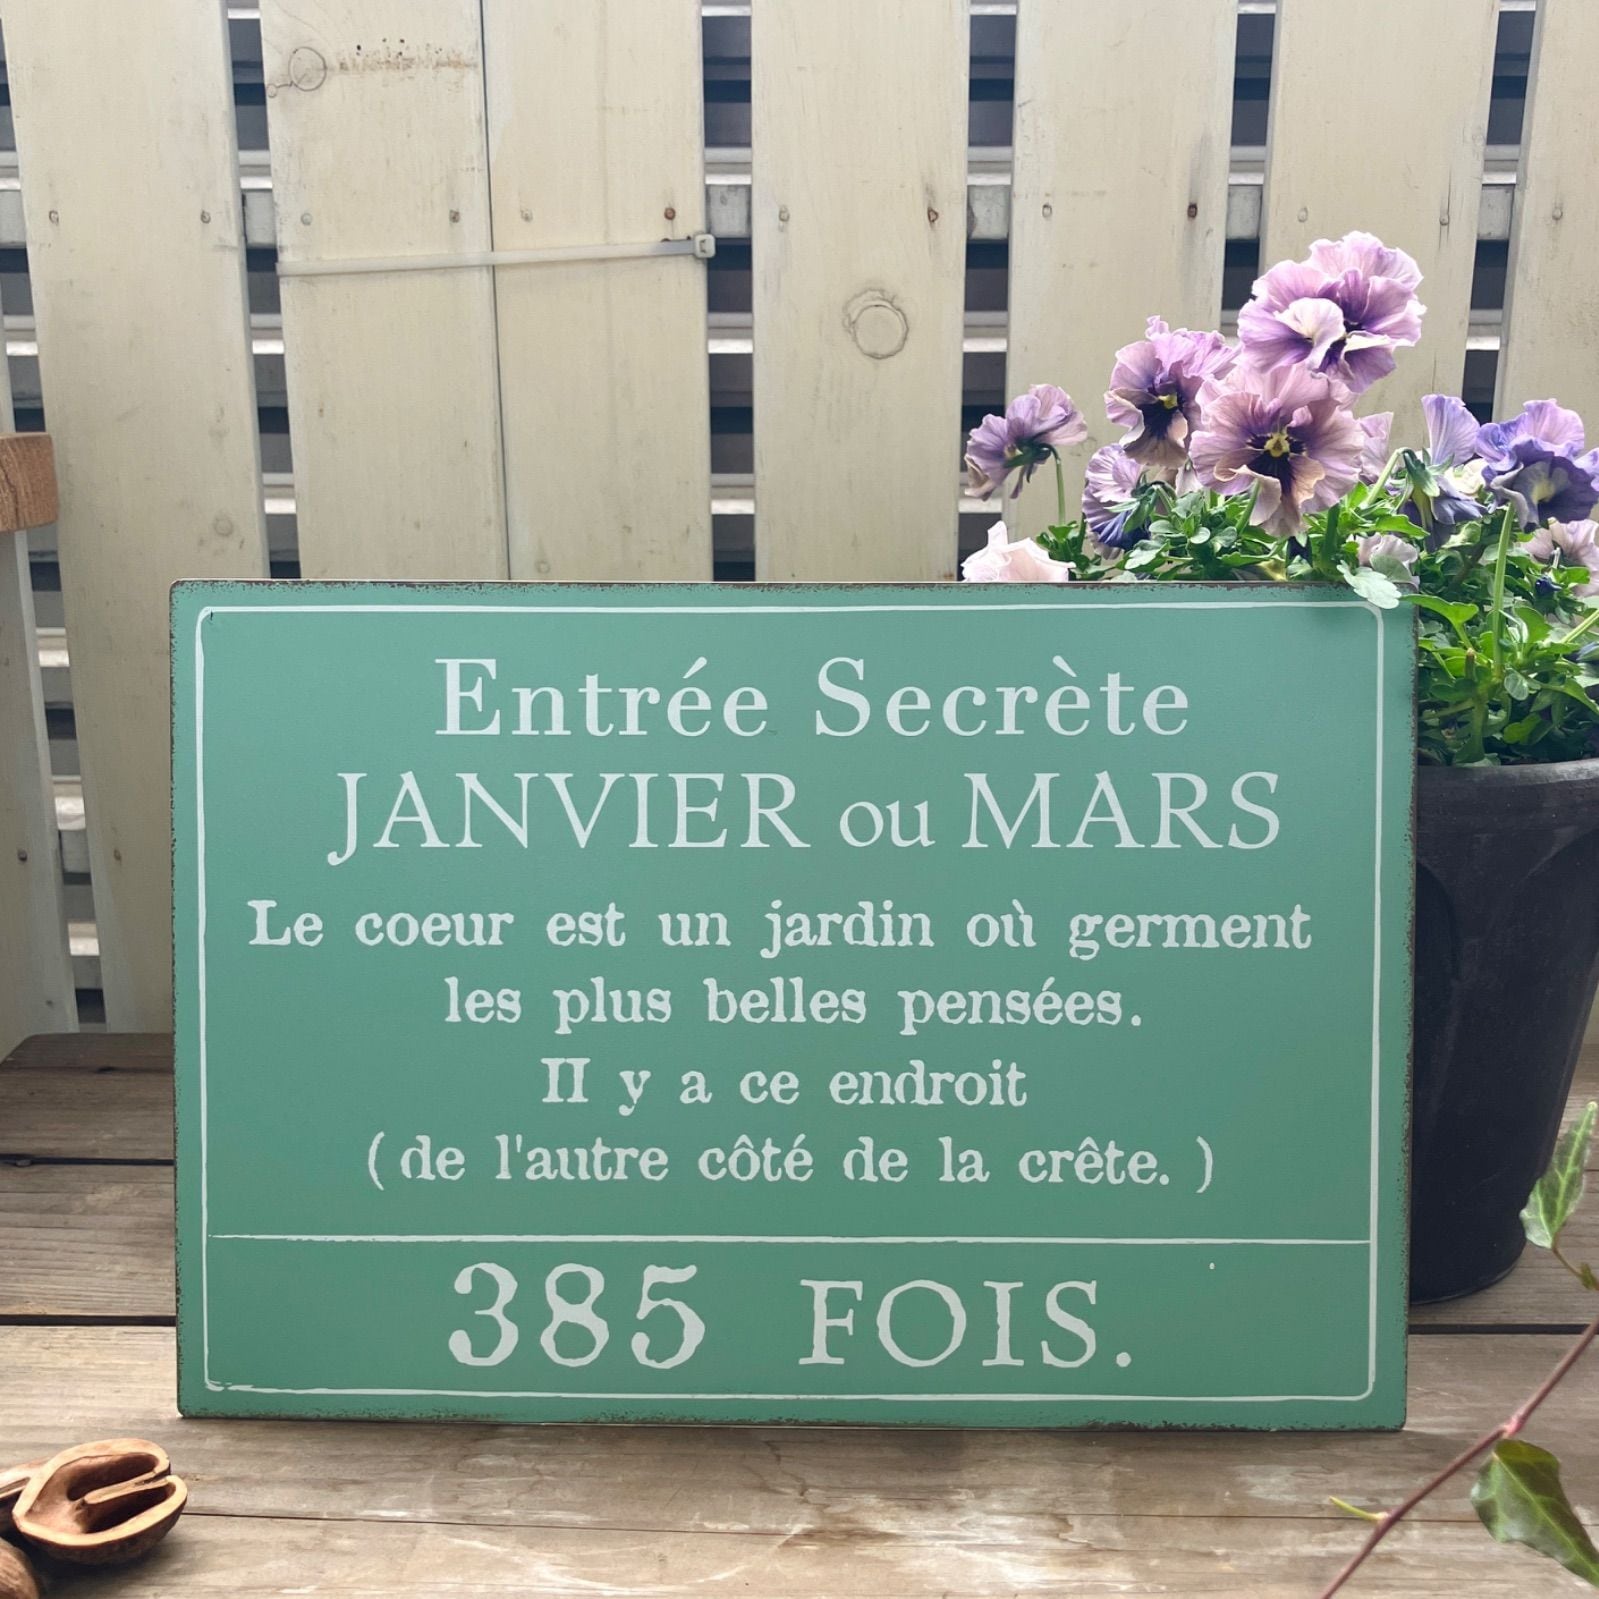 Entrée Secrète
JANVIER ou MARS
Le coeur est un jardin où germent
les plus belles pensées.
Il y a ce endroit
( de l'autre côté de la crête. )
385 FOIS.